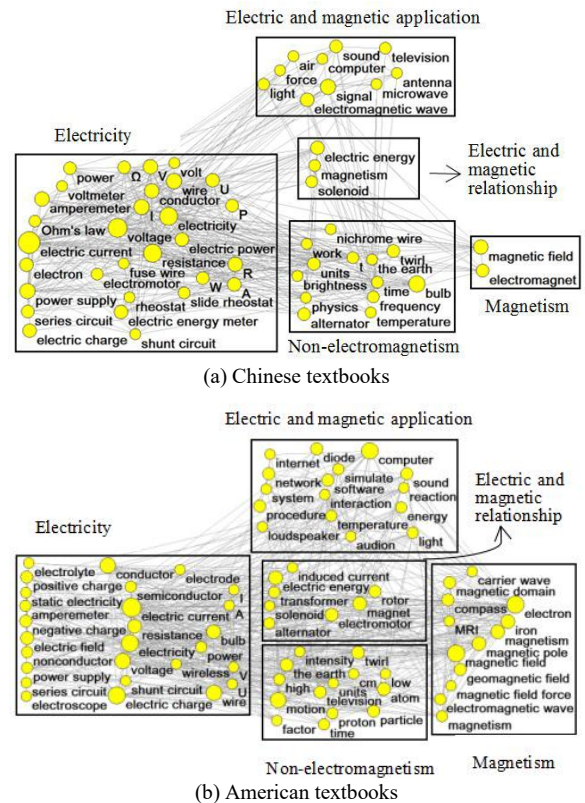 Electric and magnetic application
sound
television
air
computer
force
antenna
light
signal
microwave
electromagnetic wave
Electricity
power
Ω
V
volt
voltmeter
wire
U
amperemeter
conductor
I
P
Ohm's law
electricity
voltage
electric current
electric power
resistance
electron
fuse wire
R
electromotor
W
A
power supply
rheostat
slide rheostat
series circuit
electric energy meter
electric charge
shunt circuit
electric energy
magnetism
solenoid
Electric and
magnetic
relationship
nichrome wire
work
t
twirl
units
the earth
brightness
time
bulb
physics
frequency
alternator
temperature
Non-electromagnetism
magnetic field
electromagnet
Magnetism
(a) Chinese textbooks
Electric and magnetic application
diode
computer
internet
network
simulate
sound
software
system
reaction
interaction
procedure
energy
temperature
loudspeaker
light
audion
Electric and
magnetic
relationship
Electricity
electrolyte
conductor
electrode
positive charge
semiconductor
I
static electricity
A
amperemeter
electric current
negative charge
resistance
bulb
electric field
electricity
nonconductor
power
voltage
wireless
V
power supply
U
series circuit
shunt circuit
electroscope
electric charge
wire
induced current
electric energy
transformer
rotor
solenoid
magnet
alternator
electromotor
intensity
twirl
the earth
cm
low
high
units
atom
television
motion
proton
particle
factor
time
Non-electromagnetism
carrier wave
magnetic domain
compass
electron
MRI
iron
magnetism
magnetic pole
magnetic field
geomagnetic field
magnetic field force
electromagnetic wave
magnetism
Magnetism
(b) American textbooks